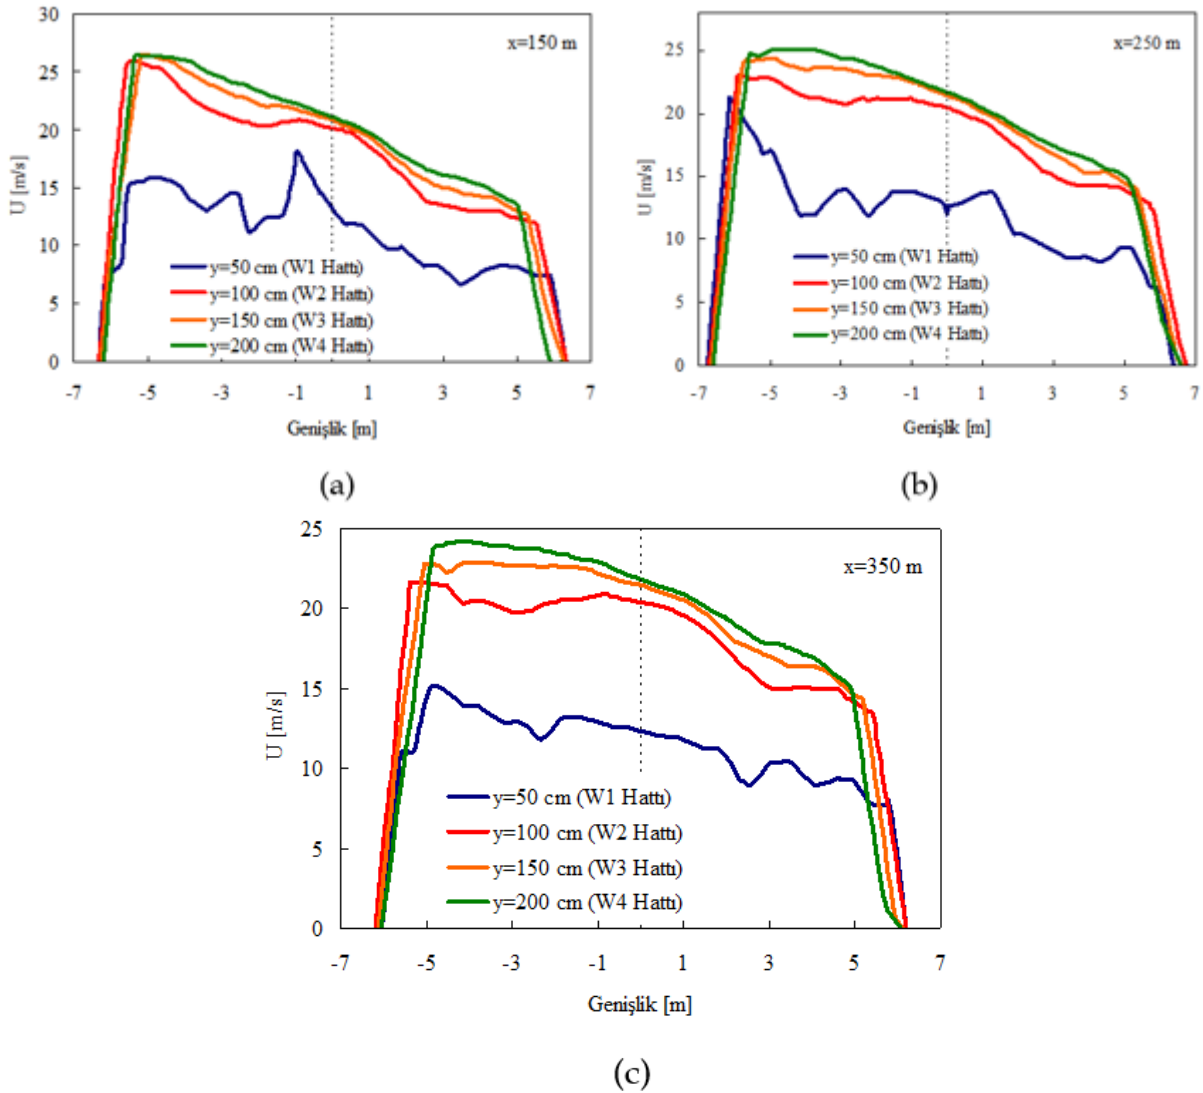 30
25
20
15
10
5
0
U [m/s]
x=150 m
y=50 cm (W1 Hattı)
y=100 cm (W2 Hattı)
y=150 cm (W3 Hattı)
y=200 cm (W4 Hattı)
-7 -5 -3 -1 1 3 5 7
Genişlik [m]
(a)
25
20
15
10
5
0
U [m/s]
x=250 m
y=50 cm (W1 Hattı)
y=100 cm (W2 Hattı)
y=150 cm (W3 Hattı)
y=200 cm (W4 Hattı)
-7 -5 -3 -1 1 3 5 7
Genişlik [m]
(b)
25
20
15
10
5
0
U [m/s]
x=350 m
y=50 cm (W1 Hattı)
y=100 cm (W2 Hattı)
y=150 cm (W3 Hattı)
y=200 cm (W4 Hattı)
-7 -5 -3 -1 1 3 5 7
Genişlik [m]
(c)